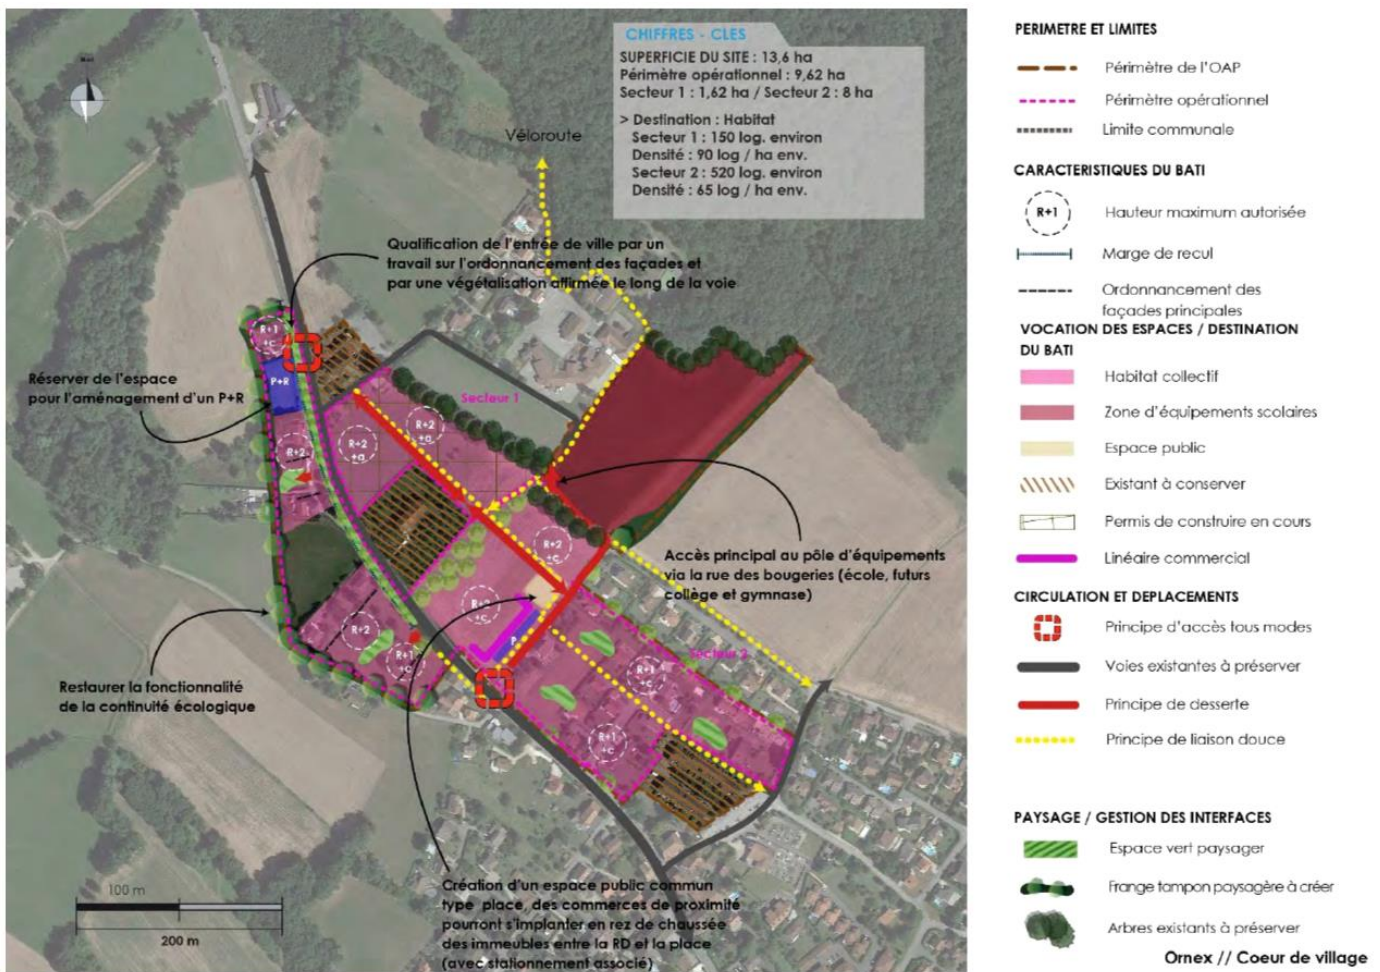 CHIFFRES - CLES
SUPERFICIE DU SITE : 13,6 ha
Périmètre opérationnel : 9,62 ha
Secteur 1 : 1,62 ha / Secteur 2 : 8 ha
> Destination : Habitat
Secteur 1 : 150 log. environ
Densité : 90 log / ha env.
Secteur 2 : 520 log. environ
Densité : 65 log / ha env.
Véloroute
Qualification de l'entrée de ville par un
travail sur l'ordonnancement des façades et
par une végétalisation affirmée le long de la voie
R+1
+c
P+R
Réserver de l'espace
pour l'aménagement d'un P+R
Secteur 1
R+2
+a
R+2
+a
R+2
R+2
+c
Accès principal au pôle d'équipements
via la rue des bougeries (école, futurs
collège et gymnase)
R+2
+c
P
R+2
R+1
+c
Secteur 2
R+1
+c
R+1
+c
Restaurer la fonctionnalité
de la continuité écologique
Création d'un espace public commun
type place, des commerces de proximité
pourront s'implanter en rez de chaussée
des immeubles entre la RD et la place
(avec stationnement associé)
100 m
200 m
PERIMETRE ET LIMITES
Périmètre de l'OAP
Périmètre opérationnel
Limite communale
CARACTERISTIQUES DU BATI
R+1
Hauteur maximum autorisée
Marge de recul
Ordonnancement des
façades principales
VOCATION DES ESPACES / DESTINATION
DU BATI
Habitat collectif
Zone d'équipements scolaires
Espace public
Existant à conserver
Permis de construire en cours
Linéaire commercial
CIRCULATION ET DEPLACEMENTS
Principe d'accès tous modes
Voies existantes à préserver
Principe de desserte
Principe de liaison douce
PAYSAGE / GESTION DES INTERFACES
Espace vert paysager
Frange tampon paysagère à créer
Arbres existants à préserver
Ornex // Coeur de village